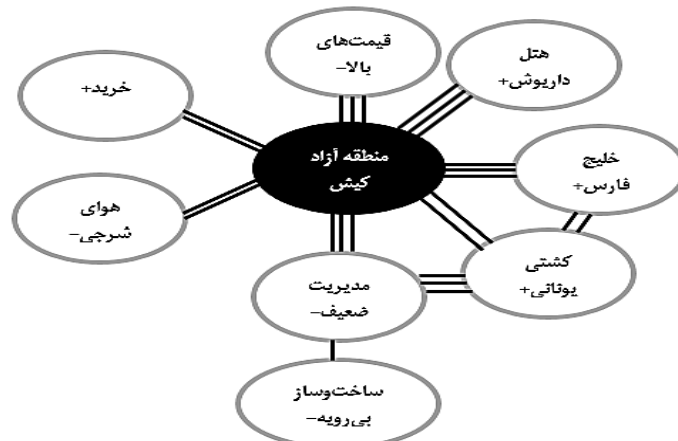 قیمت‌های
بالا–
هتل
داریوش+
خرید+
منطقه آزاد
کیش
خلیج
فارس+
هوای
شرجی–
کشتی
یونانی+
مدیریت
ضعیف–
ساخت‌وساز
بی‌رویه–